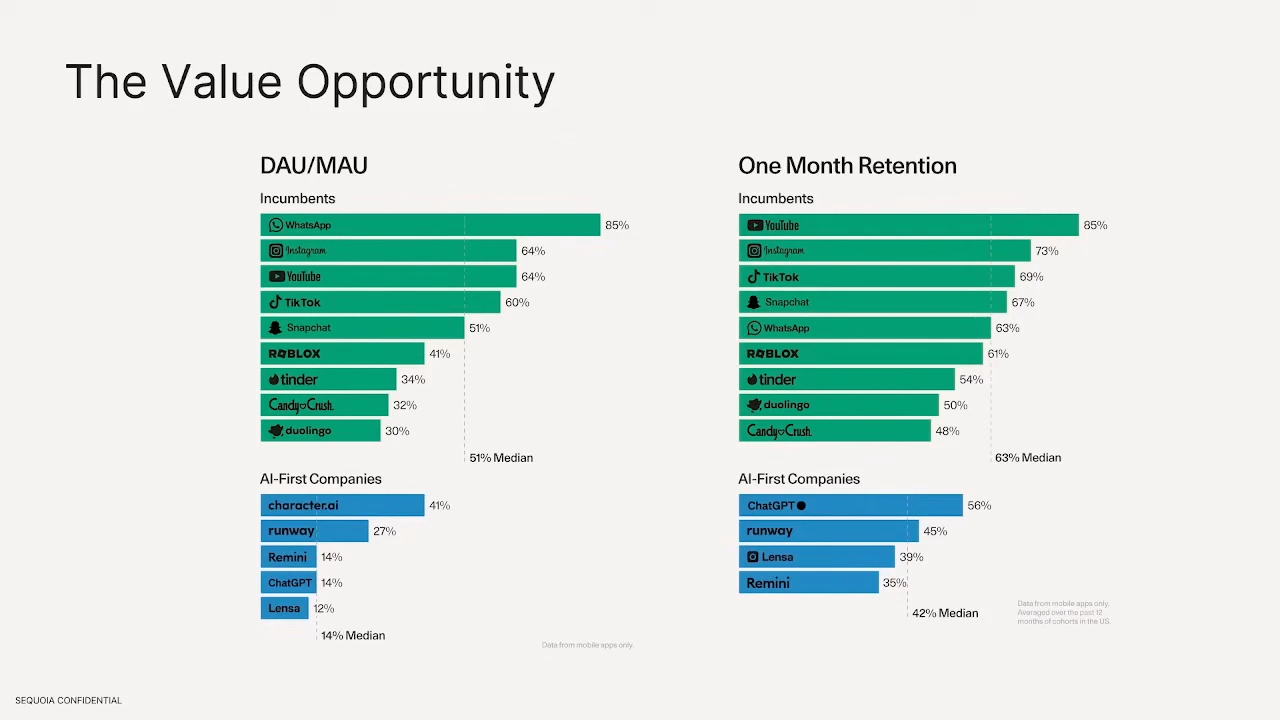 The Value Opportunity
DAU/MAU
Incumbents
WhatsApp 85%
Instagram 64%
YouTube 64%
TikTok 60%
Snapchat 51%
ROBLOX 41%
tinder 34%
Candy Crush 32%
duolingo 30%
51% Median
AI-First Companies
character.ai 41%
runway 27%
Remini 14%
ChatGPT 14%
Lensa 12%
14% Median
Data from mobile apps only.
One Month Retention
Incumbents
YouTube 85%
Instagram 73%
TikTok 69%
Snapchat 67%
WhatsApp 63%
ROBLOX 61%
tinder 54%
duolingo 50%
Candy Crush 48%
63% Median
AI-First Companies
ChatGPT 56%
runway 45%
Lensa 39%
Remini 35%
42% Median
Data from mobile apps only.
Averaged over the past 12
months of cohorts in the US.
SEQUOIA CONFIDENTIAL